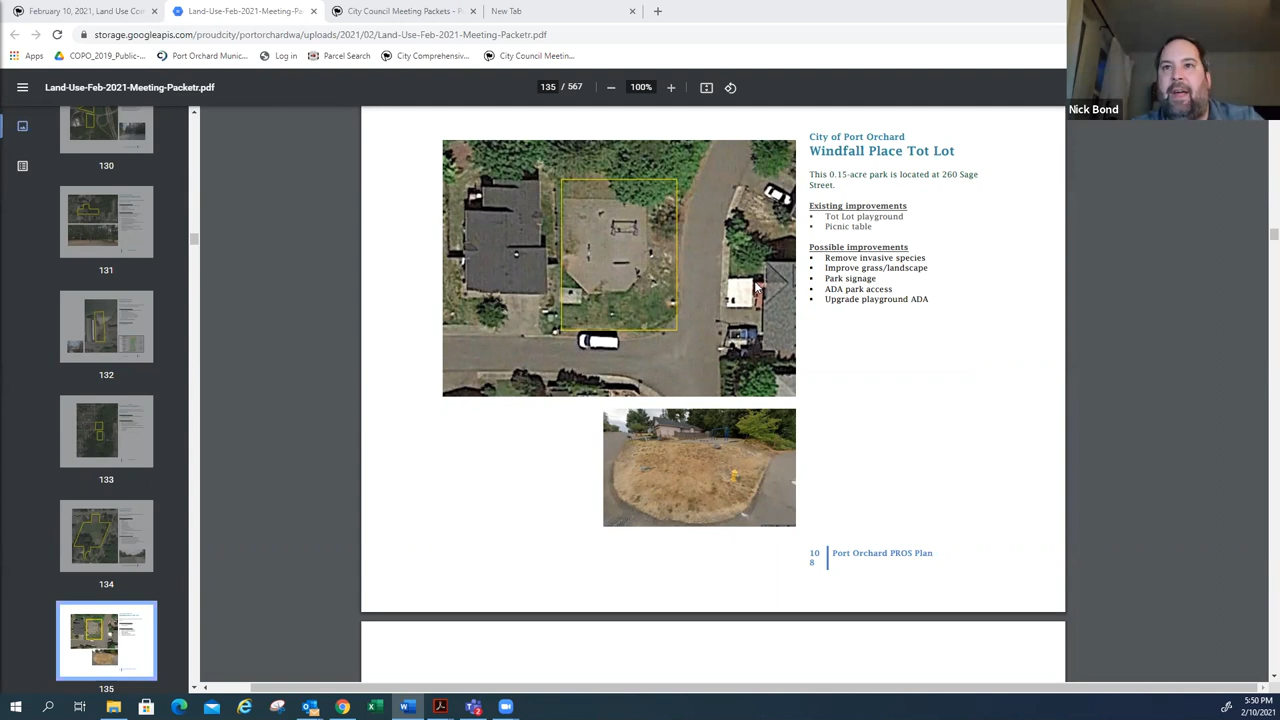 February 10, 2021, Land Use Com
Land-Use-Feb-2021-Meeting-Pa
City Council Meeting Packets - P
New Tab
storage.googleapis.com/proudcity/portorchardwa/uploads/2021/02/Land-Use-Feb-2021-Meeting-Packetr.pdf
Apps
COPO_2019_Public-...
Port Orchard Munic...
Log in
Parcel Search
City Comprehensiv...
City Council Meetin...
Nick Bond
Land-Use-Feb-2021-Meeting-Packetr.pdf
135 / 567
100%
130
131
132
133
134
135
City of Port Orchard
Windfall Place Tot Lot
This 0.15-acre park is located at 260 Sage
Street.
Existing improvements
• Tot Lot playground
• Picnic table
Possible improvements
• Remove invasive species
• Improve grass/landscape
• Park signage
• ADA park access
• Upgrade playground ADA
10
8
Port Orchard PROS Plan
5:50 PM
2/10/2021